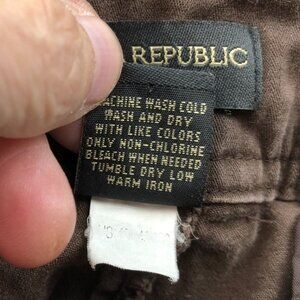 REPUBLIC
MACHINE WASH COLD
WASH AND DRY
WITH LIKE COLORS
ONLY NON-CHLORINE
BLEACH WHEN NEEDED
TUMBLE DRY LOW
WARM IRON